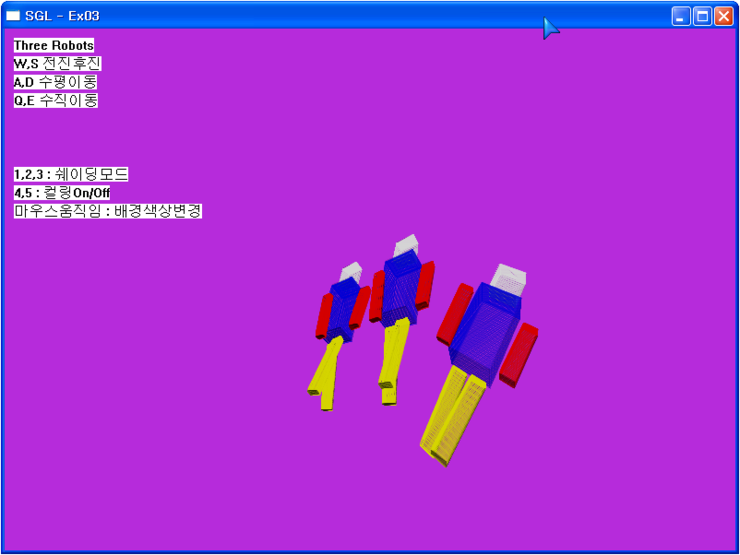 SGL - Ex03
Three Robots
W,S 전진후진
A,D 수평이동
Q,E 수직이동
1,2,3 : 쉐이딩모드
4,5 : 컬링On/Off
마우스움직임 : 배경색상변경